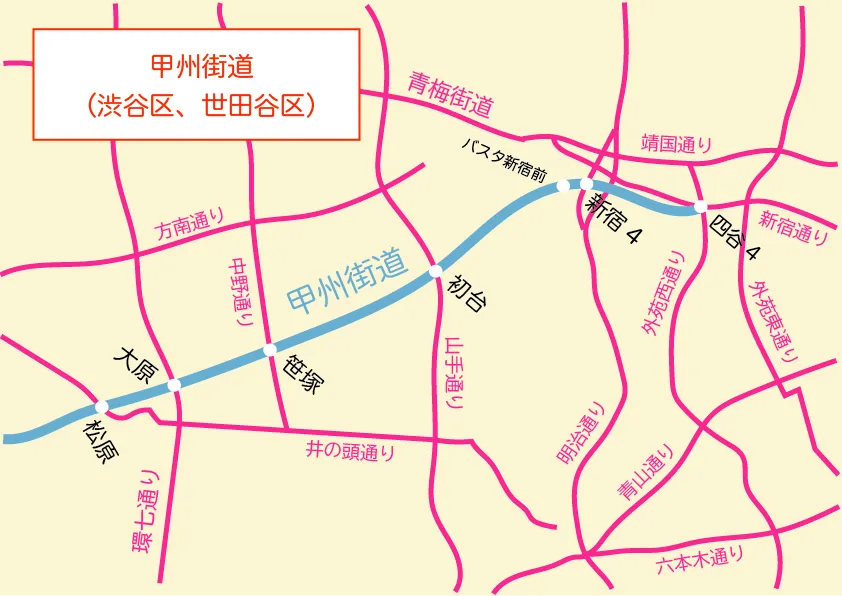 甲州街道
（渋谷区、世田谷区）
青梅街道
靖国通り
バスタ新宿前
新宿４
四谷４
新宿通り
方南通り
中野通り
甲州街道
初台
外苑西通り
外苑東通り
大原
笹塚
山手通り
松原
井の頭通り
明治通り
青山通り
環七通り
六本木通り